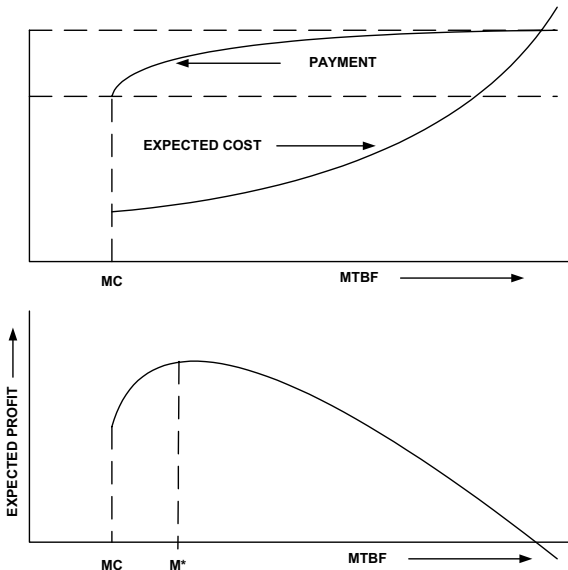 PAYMENT
EXPECTED COST
MC
MTBF
EXPECTED PROFIT
MC
M*
MTBF